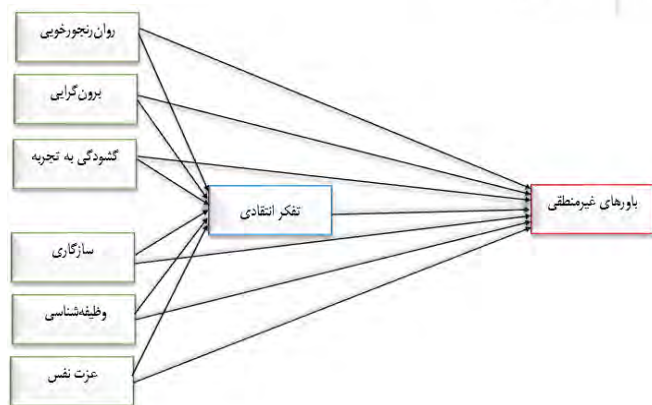 روان‌رنجورخویی
برون‌گرایی
گشودگی به تجربه
تفکر انتقادی
باورهای غیرمنطقی
سازگاری
وظیفه‌شناسی
عزت نفس